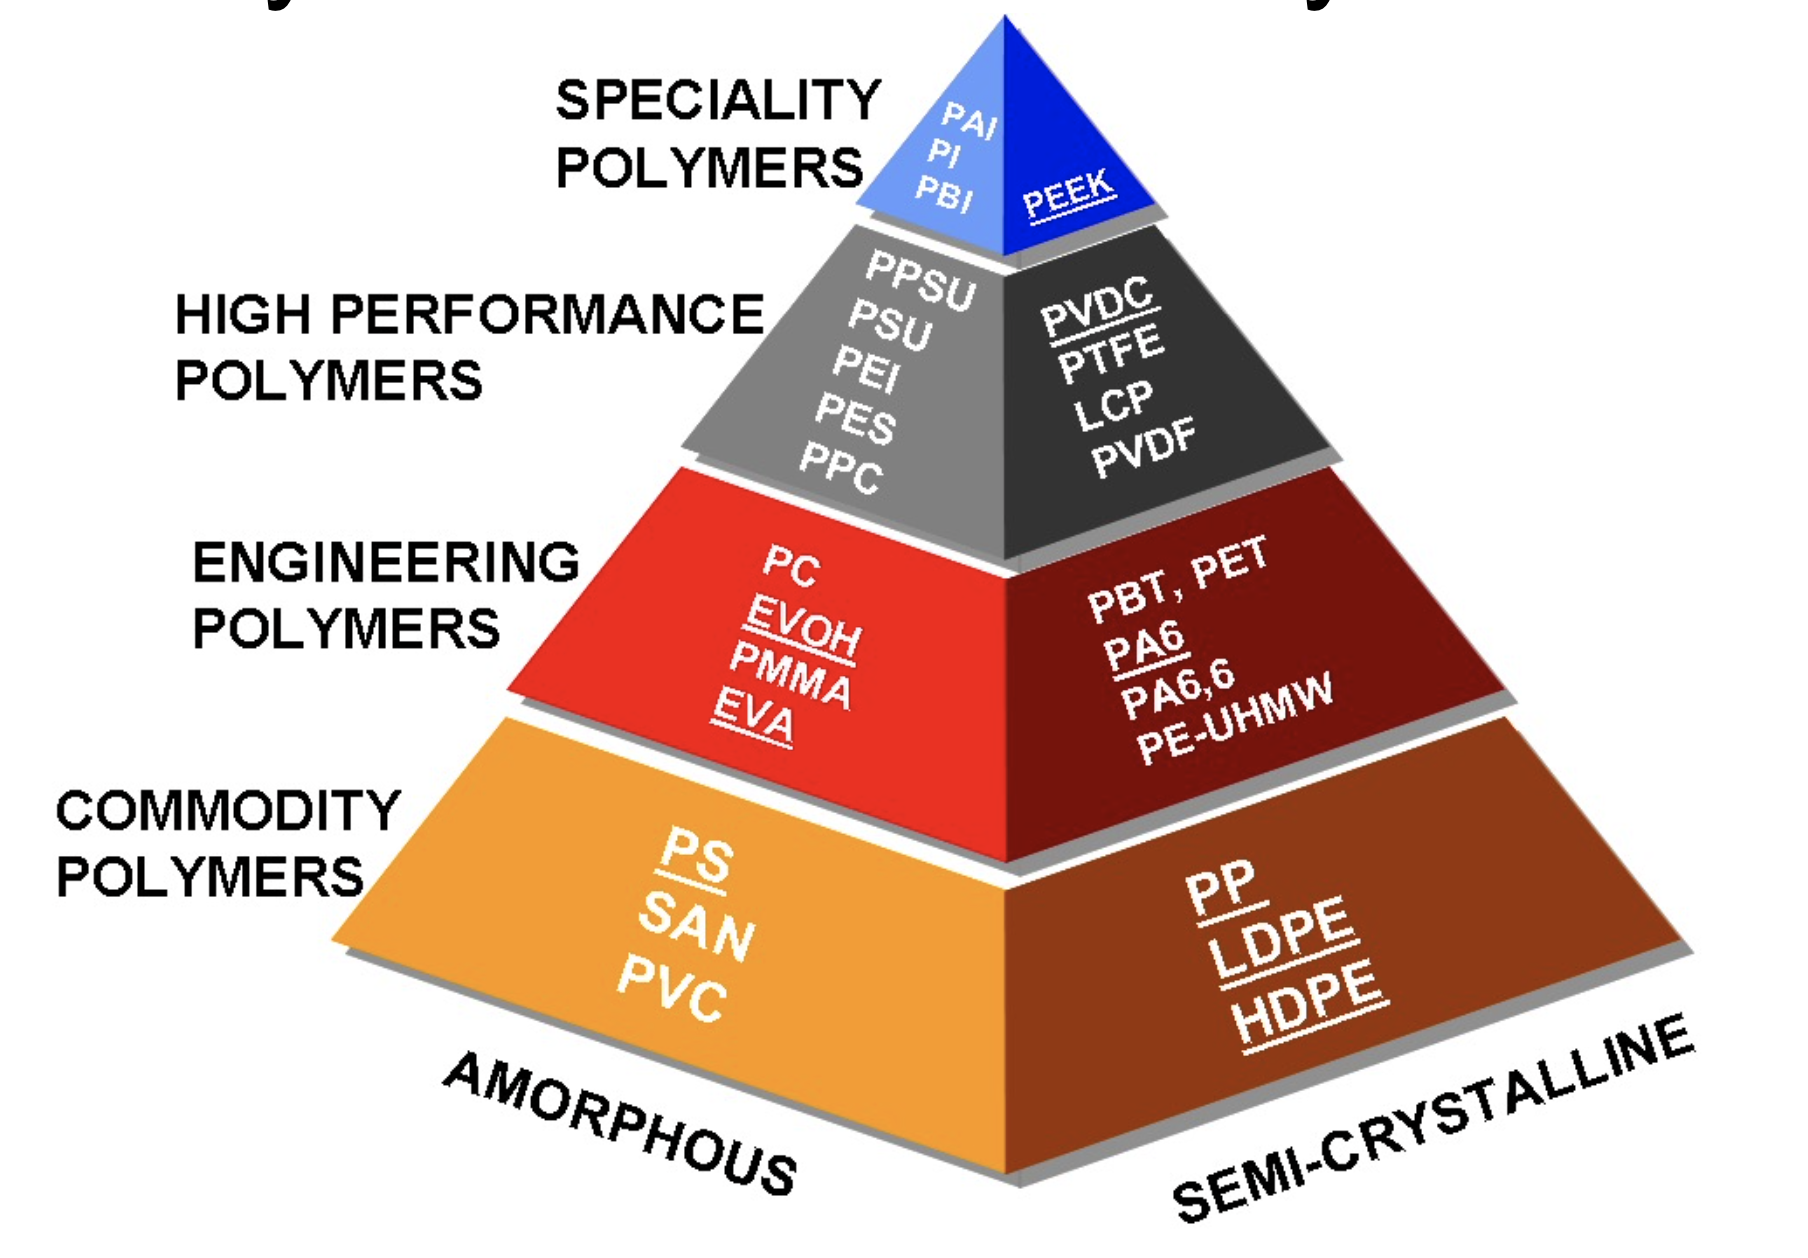 SPECIALITY
POLYMERS
PAI
PI
PBI
PEEK
HIGH PERFORMANCE
POLYMERS
PPSU
PSU
PEI
PES
PPC
PVDC
PTFE
LCP
PVDF
ENGINEERING
POLYMERS
PC
EVOH
PMMA
EVA
PBT, PET
PA6
PA6,6
PE-UHMW
COMMODITY
POLYMERS
PS
SAN
PVC
PP
LDPE
HDPE
AMORPHOUS
SEMI-CRYSTALLINE